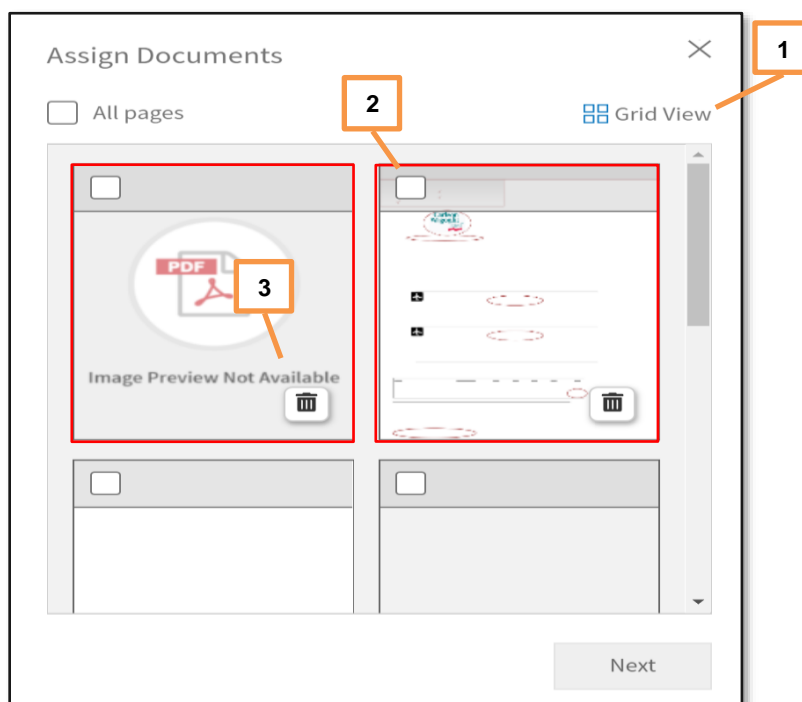 Assign Documents
1
All pages
2
Grid View
PDF
3
Image Preview Not Available
Next